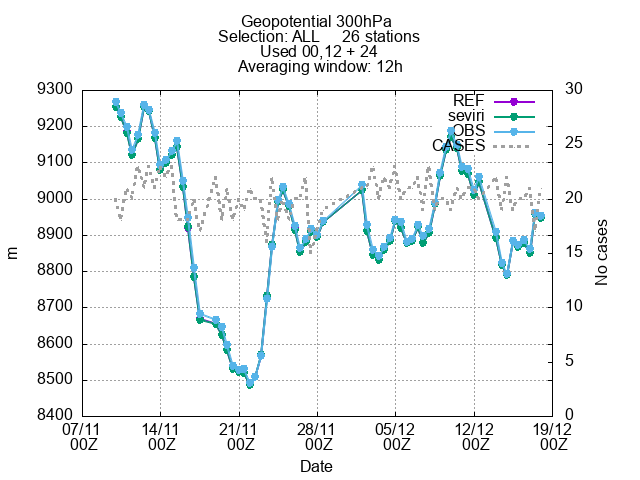 Geopotential 300hPa
Selection: ALL     26 stations
Used 00,12 + 24
Averaging window: 12h
9300
9200
9100
9000
8900
8800
8700
8600
8500
8400
m
REF
seviri
OBS
CASES
30
25
20
15
10
5
0
No cases
07/11 14/11 21/11 28/11 05/12 12/12 19/12
00Z 00Z 00Z 00Z 00Z 00Z 00Z
Date